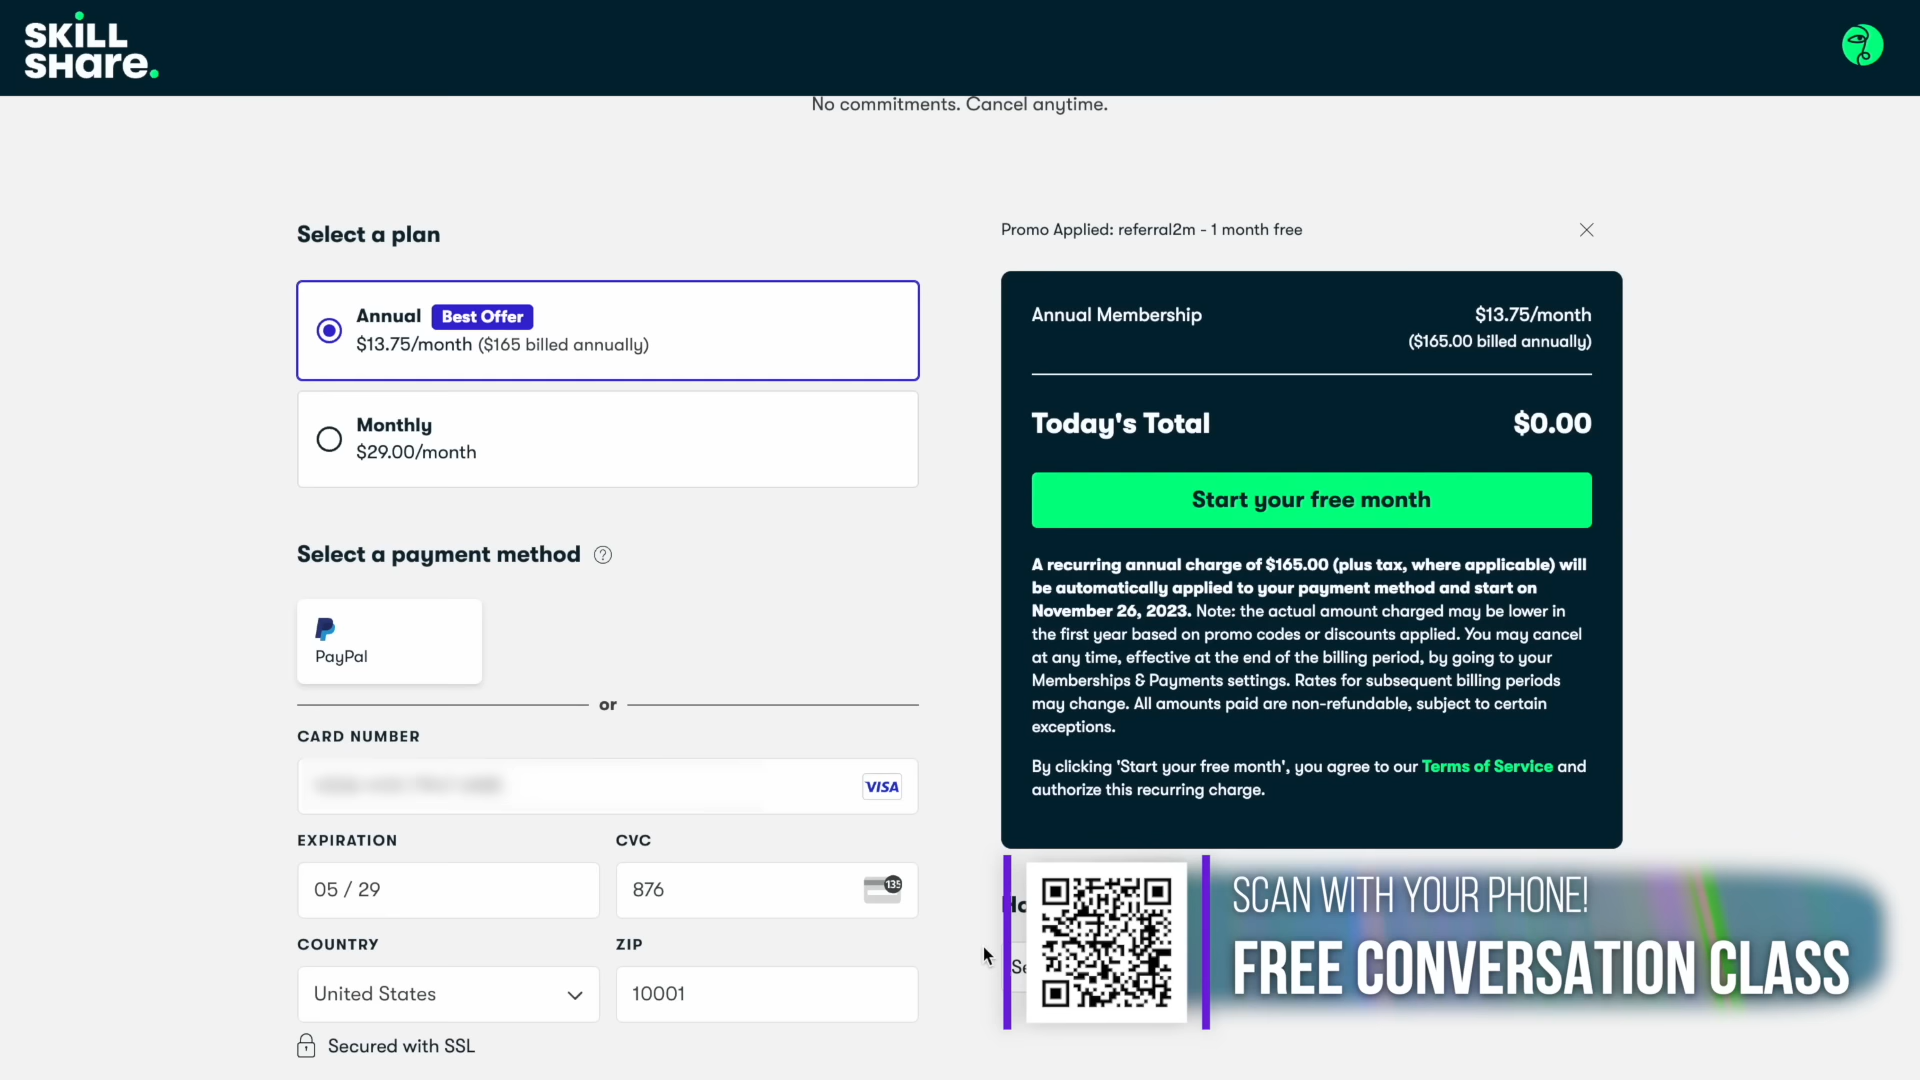 SKILL
SHare.
No commitments. Cancel anytime.
Select a plan
Annual Best Offer
$13.75/month ($165 billed annually)
Monthly
$29.00/month
Select a payment method ?
PayPal
or
CARD NUMBER
VISA
EXPIRATION CVC
05 / 29 876 135
COUNTRY ZIP
United States 10001
Secured with SSL
Promo Applied: referral2m - 1 month free
Annual Membership $13.75/month
($165.00 billed annually)
Today's Total $0.00
Start your free month
A recurring annual charge of $165.00 (plus tax, where applicable) will
be automatically applied to your payment method and start on
November 26, 2023. Note: the actual amount charged may be lower in
the first year based on promo codes or discounts applied. You may cancel
at any time, effective at the end of the billing period, by going to your
Memberships & Payments settings. Rates for subsequent billing periods
may change. All amounts paid are non-refundable, subject to certain
exceptions.
By clicking 'Start your free month', you agree to our Terms of Service and
authorize this recurring charge.
SCAN WITH YOUR PHONE!
FREE CONVERSATION CLASS